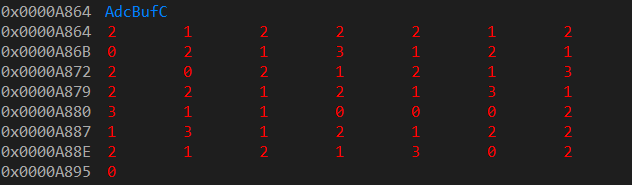 0x0000A864 AdcBufC
0x0000A864 2 1 2 2 2 1 2
0x0000A86B 0 2 1 3 1 2 1
0x0000A872 2 0 2 1 2 1 3
0x0000A879 2 2 1 2 1 3 1
0x0000A880 3 1 1 0 0 0 2
0x0000A887 1 3 1 2 1 2 2
0x0000A88E 2 1 2 1 3 0 2
0x0000A895 0